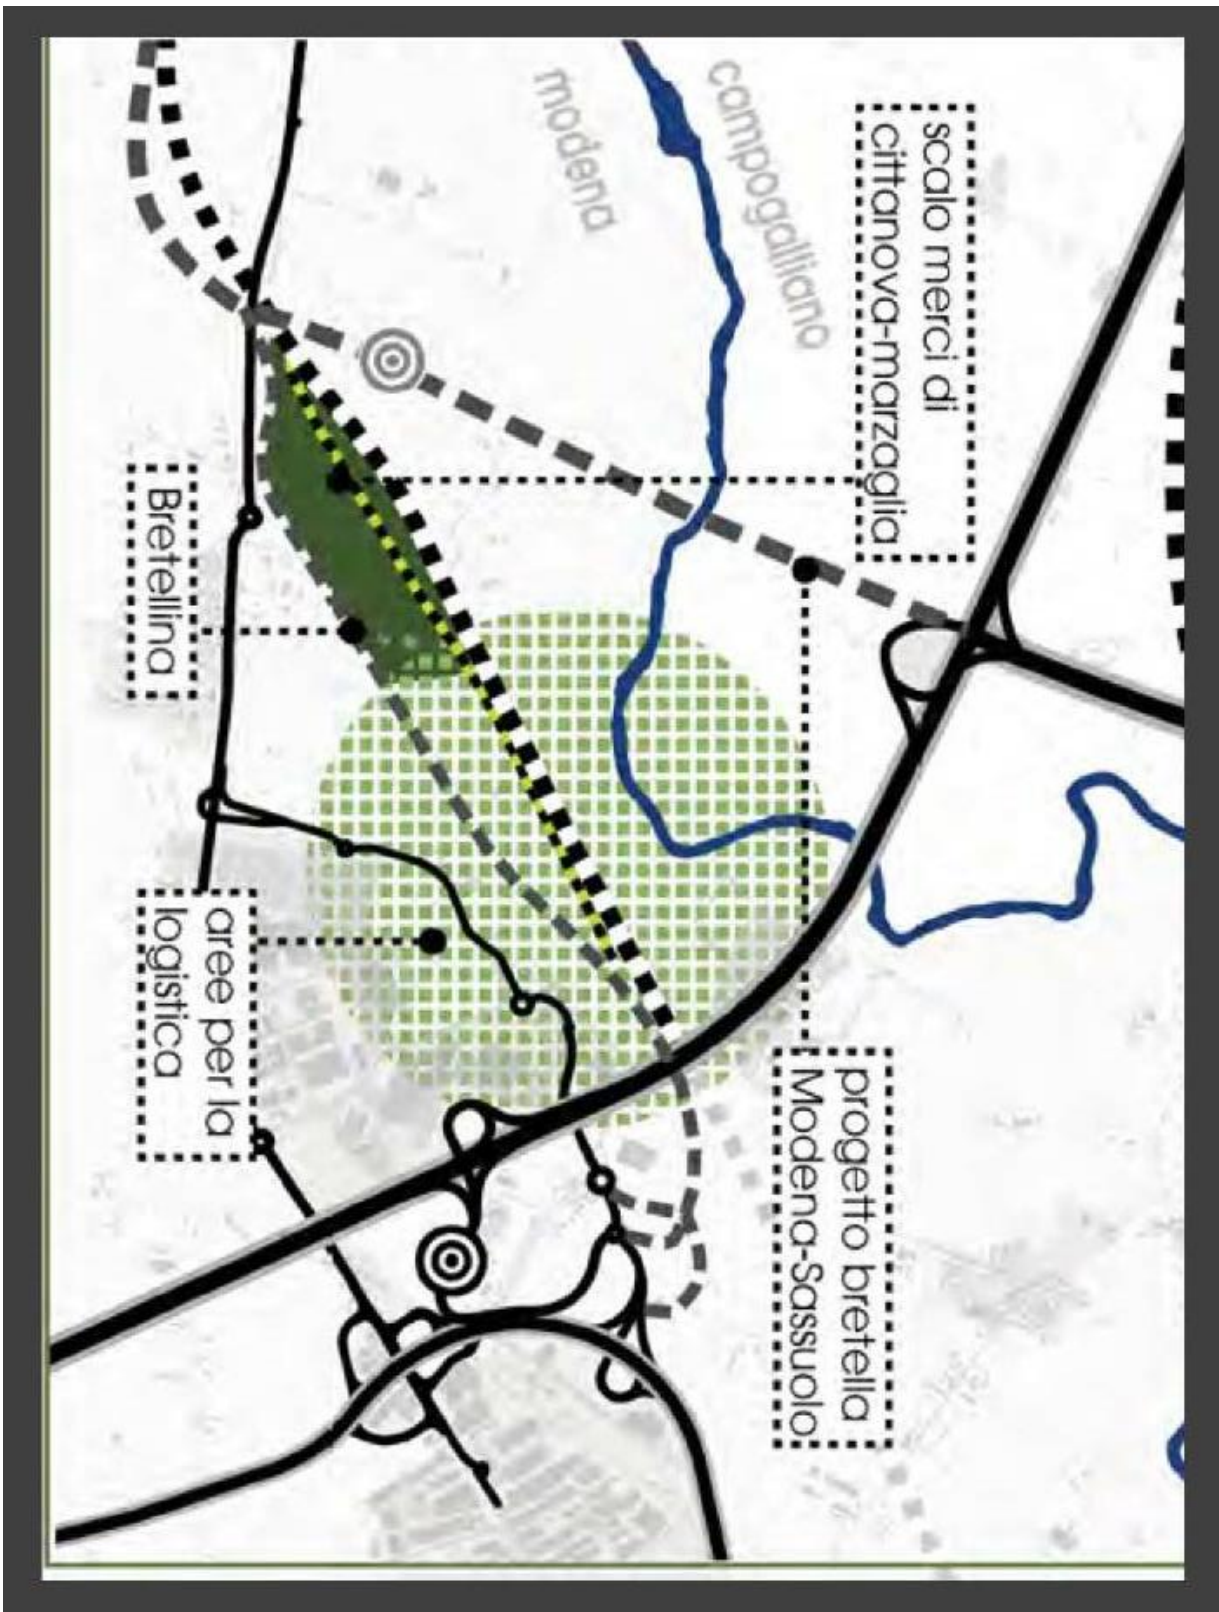 scalo merci di
cittanova-marzaglia
campogalliano
modena
Bretellina
progetto bretella
Modena-Sassuolo
aree per la
logistica